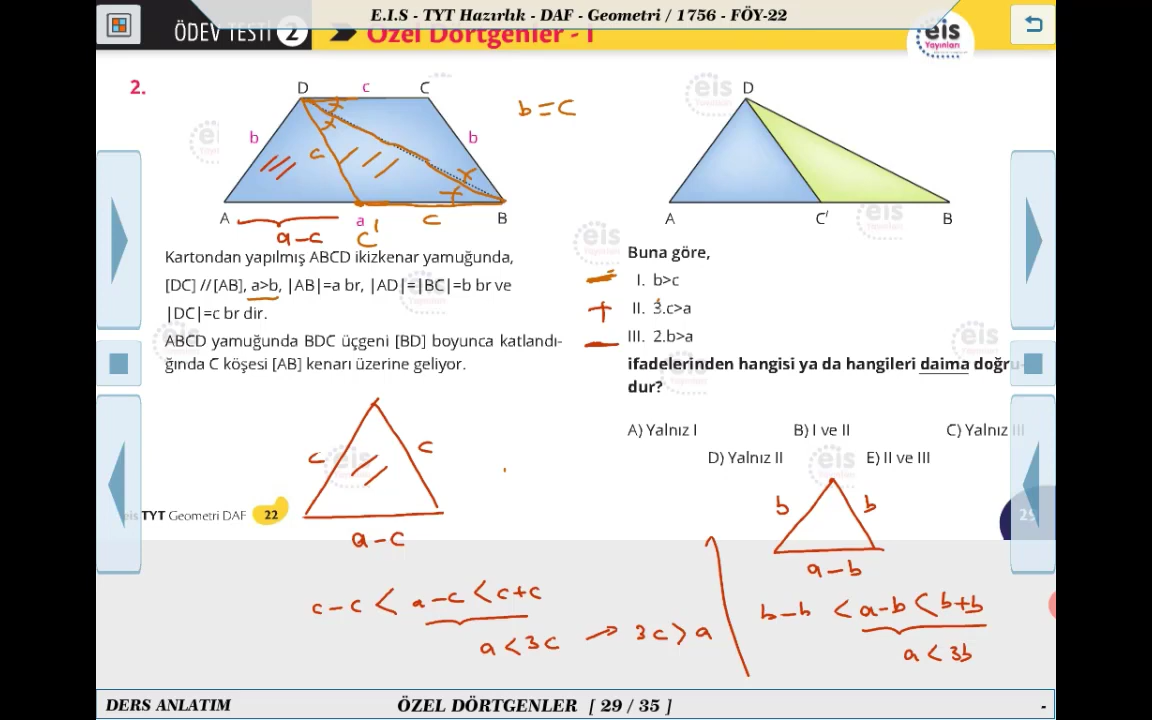 E.I.S - TYT Hazırlık - DAF - Geometri / 1756 - FÖY-22
ÖDEV TESTİ 2
Özel Dörtgenler - I
eis
Yayınları
2.
D c C
b b
c
A a B
a-c C' c
b = c
D
A C' B
Kartondan yapılmış ABCD ikizkenar yamuğunda,
[DC] //[AB], a>b, |AB|=a br, |AD|=|BC|=b br ve
|DC|=c br dir.
ABCD yamuğunda BDC üçgeni [BD] boyunca katlandı-
ğında C köşesi [AB] kenarı üzerine geliyor.
Buna göre,
I. b>c
II. 3.c>a
III. 2.b>a
ifadelerinden hangisi ya da hangileri daima doğru-
dur?
A) Yalnız I B) I ve II C) Yalnız III
D) Yalnız II E) II ve III
c c
a-c
b b
a-b
eis TYT Geometri DAF 22
c-c < a-c < c+c
a < 3c → 3c > a
b-b < a-b < b+b
a < 3b
DERS ANLATIM ÖZEL DÖRTGENLER [ 29 / 35 ] -